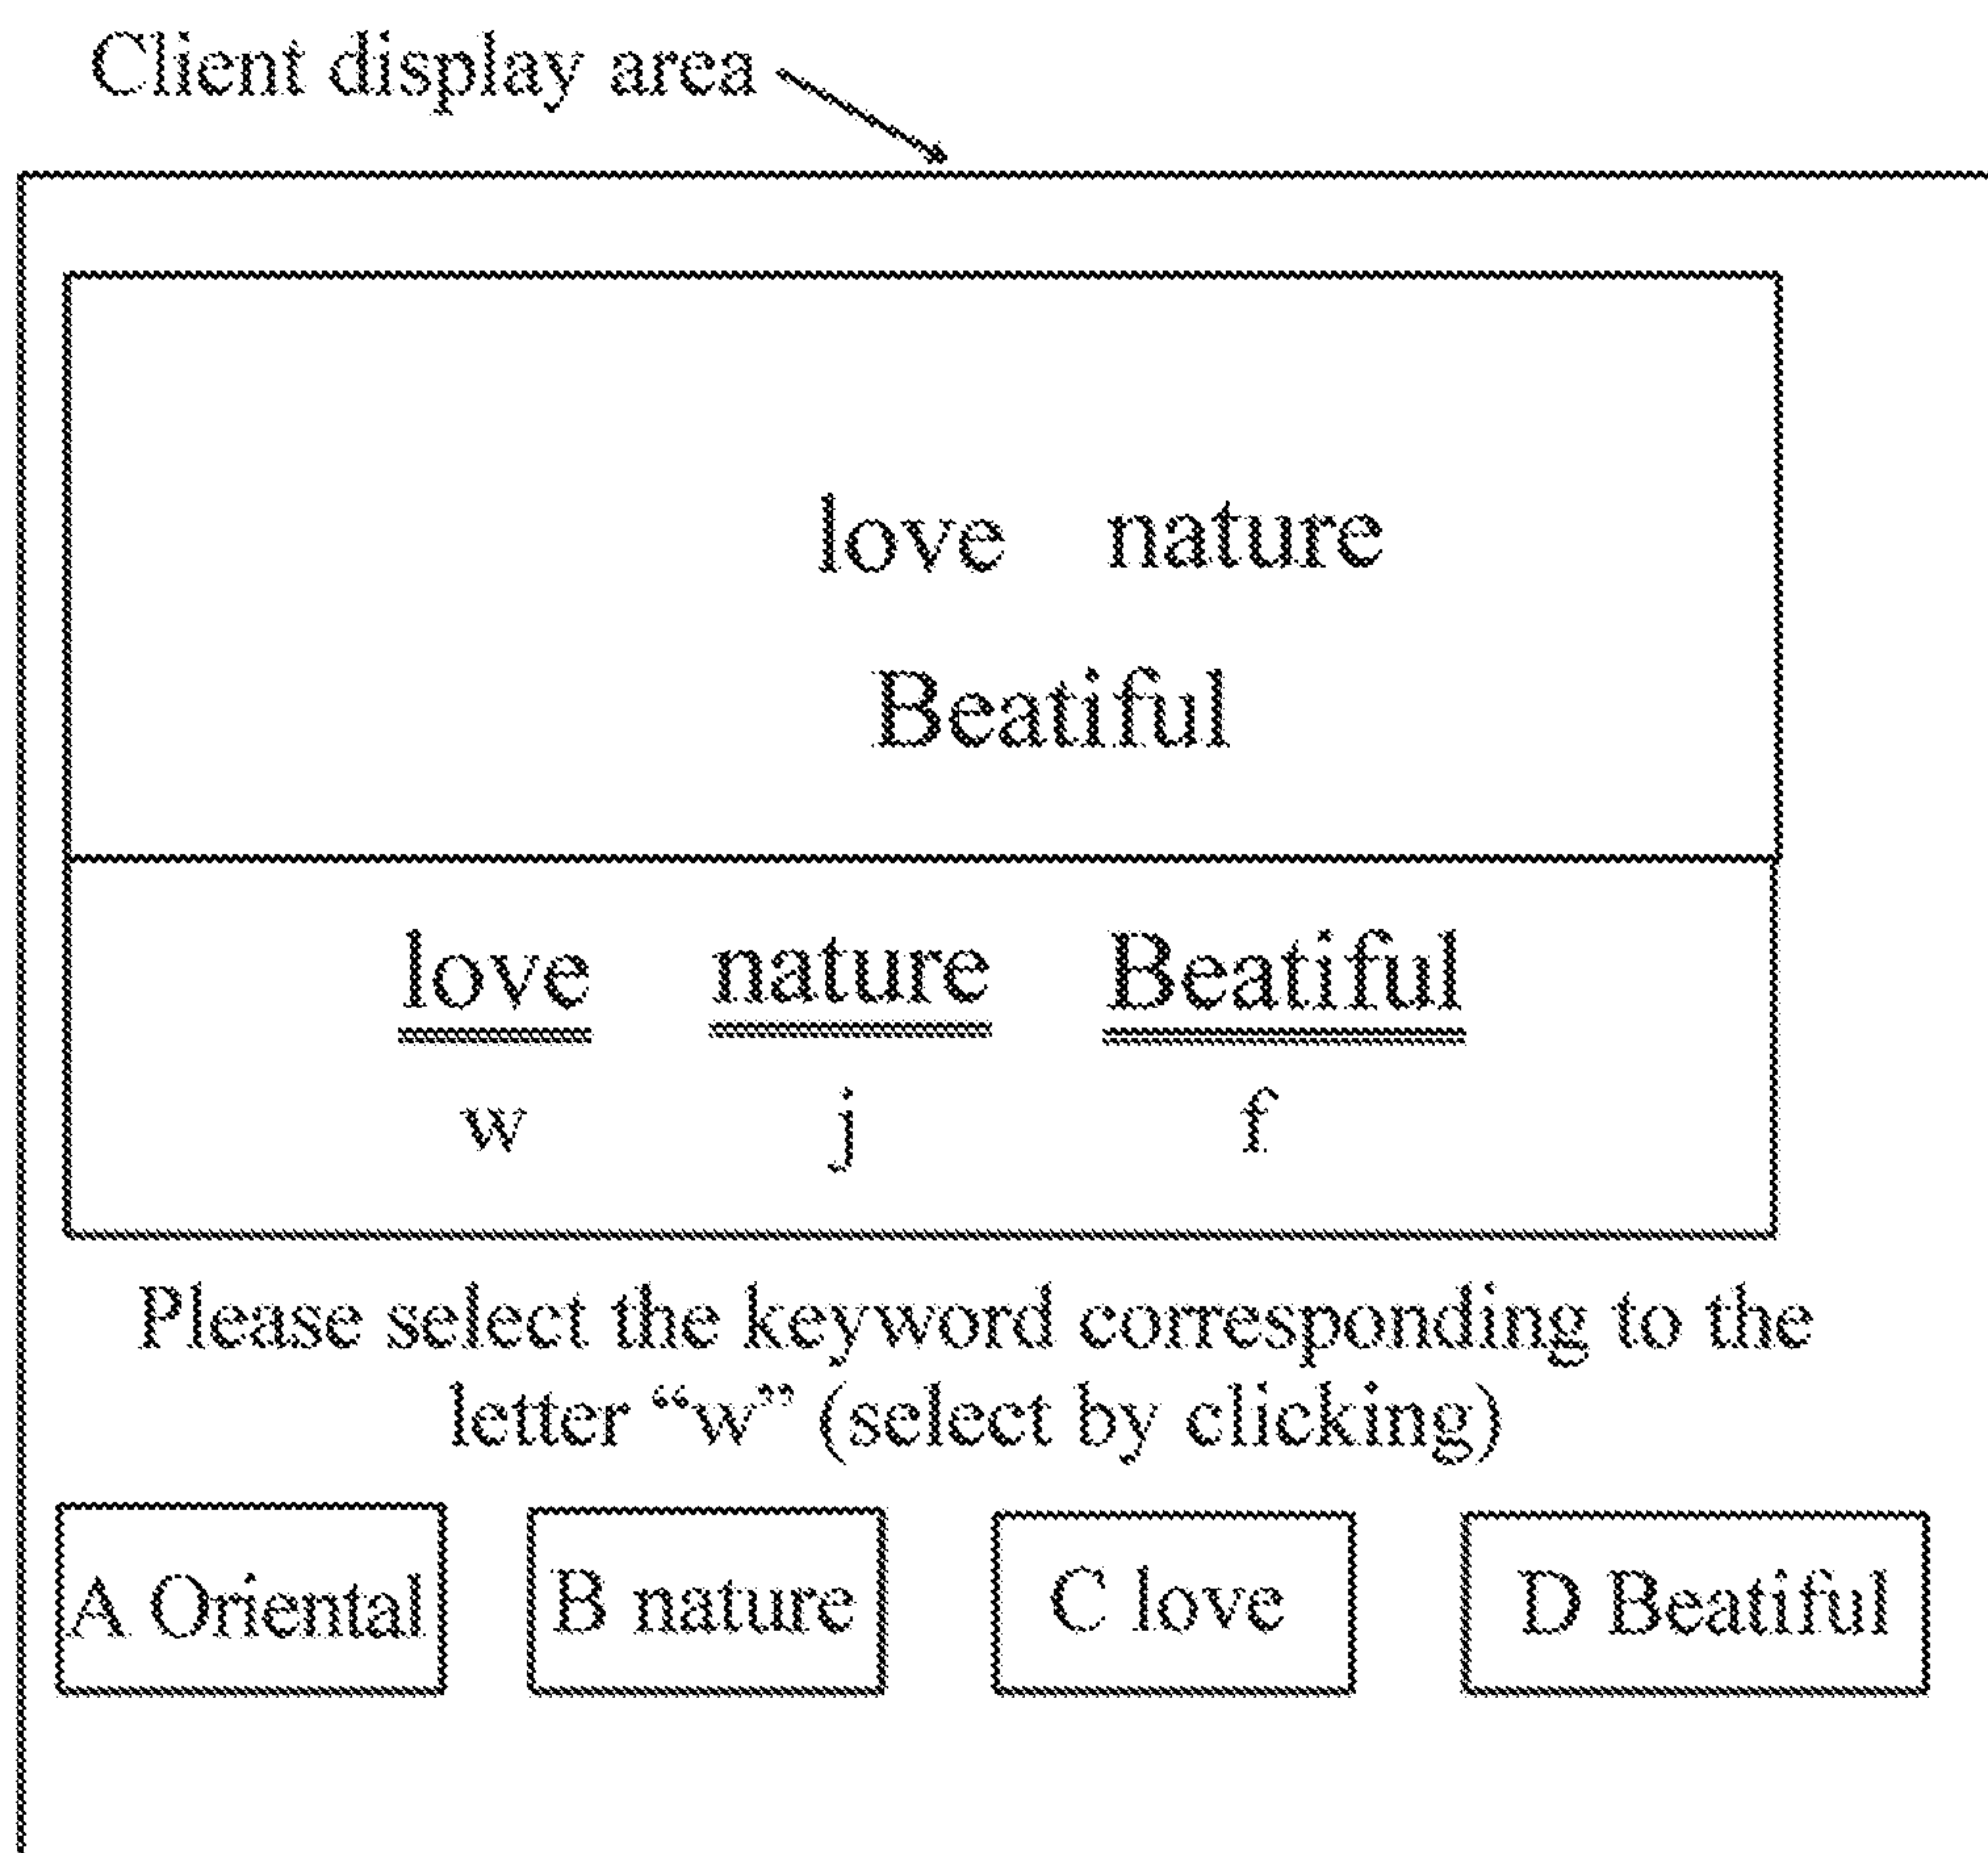 Client display area
love nature
Beatiful
love nature Beatiful
w j f
Please select the keyword corresponding to the
letter “w” (select by clicking)
A Oriental B nature C love D Beatiful